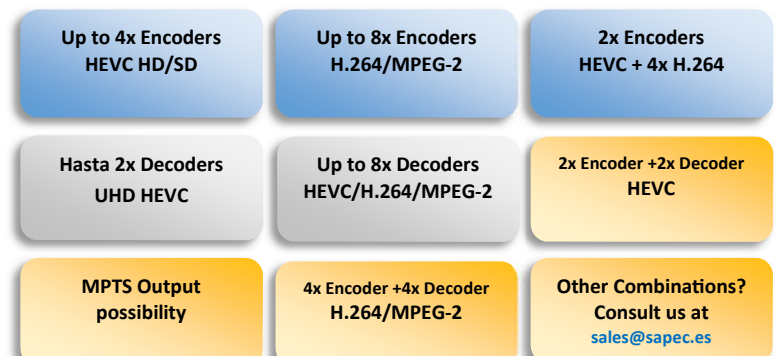 Up to 4x Encoders
HEVC HD/SD
Up to 8x Encoders
H.264/MPEG-2
2x Encoders
HEVC + 4x H.264
Hasta 2x Decoders
UHD HEVC
Up to 8x Decoders
HEVC/H.264/MPEG-2
2x Encoder +2x Decoder
HEVC
MPTS Output
possibility
4x Encoder +4x Decoder
H.264/MPEG-2
Other Combinations?
Consult us at
sales@sapec.es